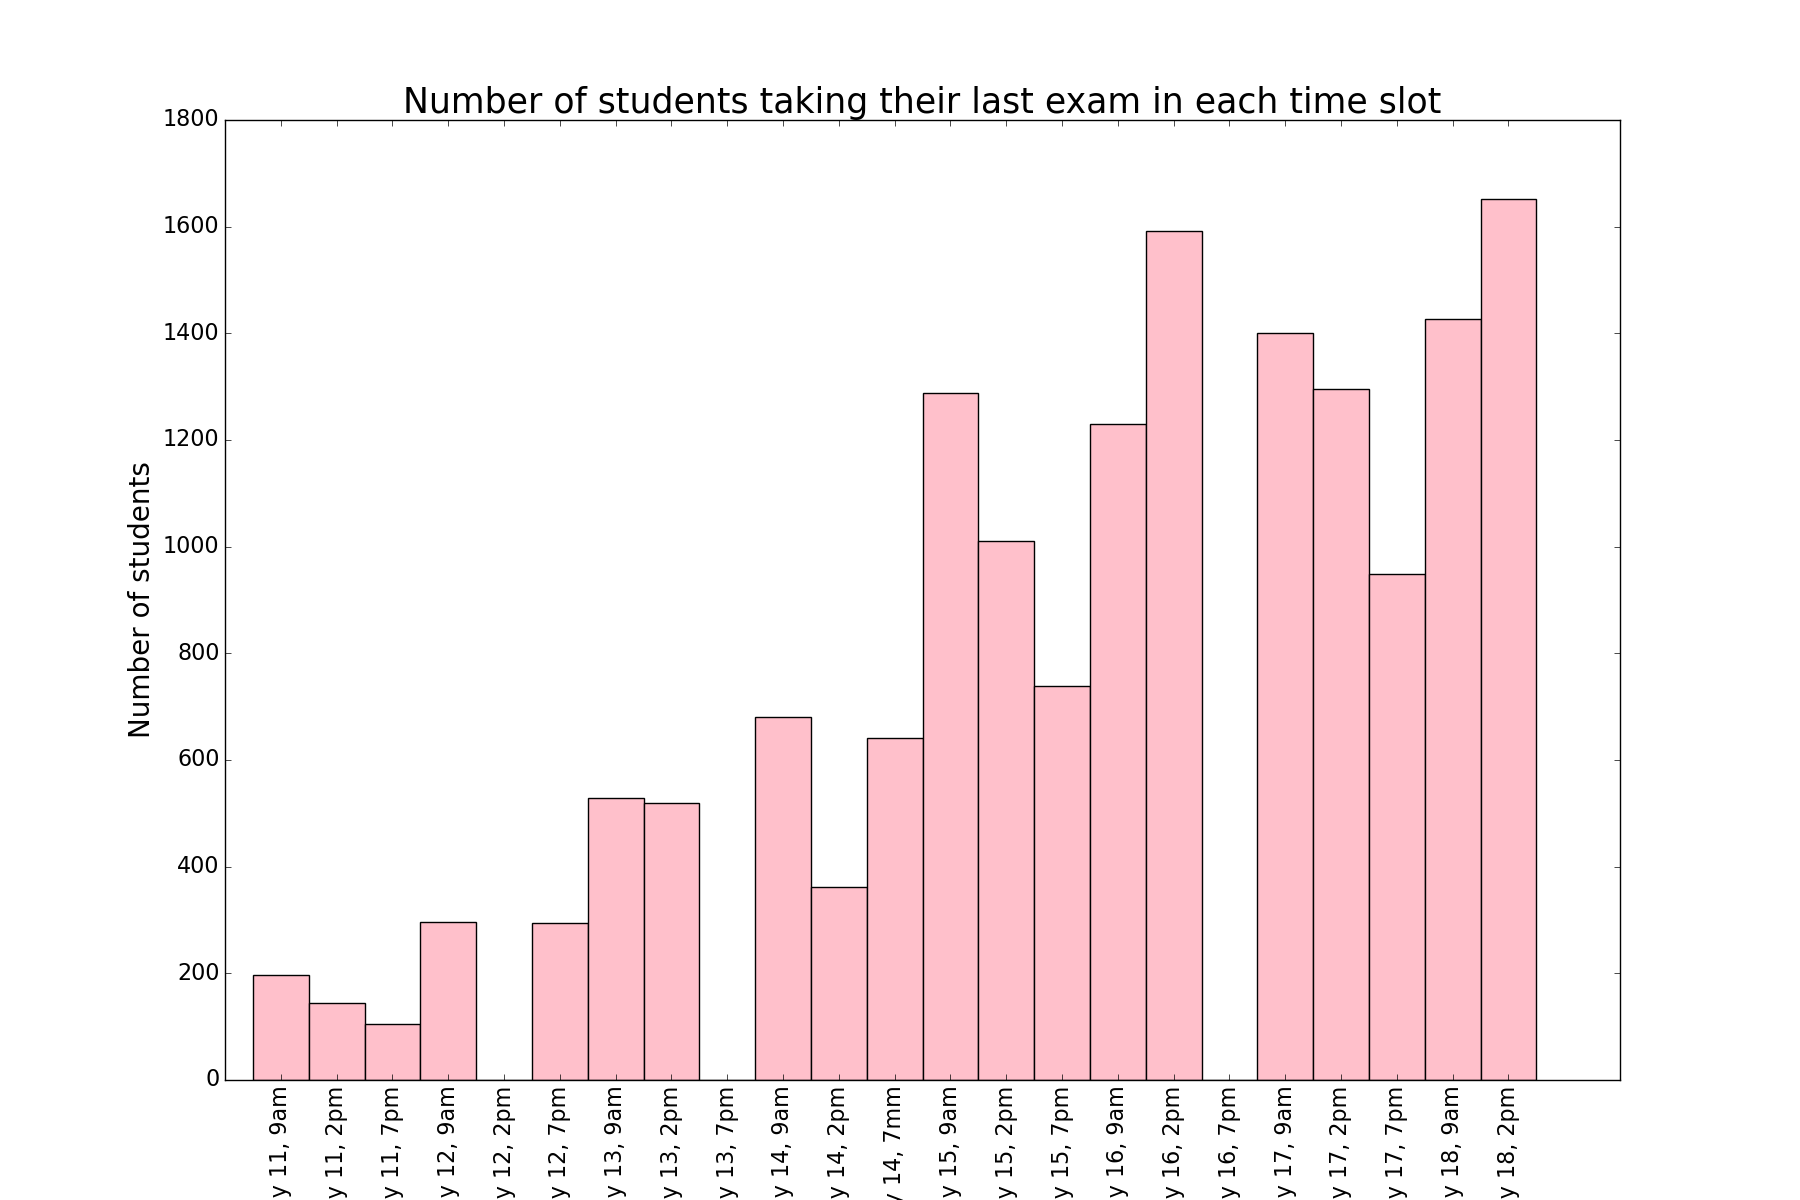 Number of students taking their last exam in each time slot
Number of students
1800
1600
1400
1200
1000
800
600
400
200
0
y 11, 9am
y 11, 2pm
y 11, 7pm
y 12, 9am
y 12, 2pm
y 12, 7pm
y 13, 9am
y 13, 2pm
y 13, 7pm
y 14, 9am
y 14, 2pm
y 14, 7mm
y 15, 9am
y 15, 2pm
y 15, 7pm
y 16, 9am
y 16, 2pm
y 16, 7pm
y 17, 9am
y 17, 2pm
y 17, 7pm
y 18, 9am
y 18, 2pm